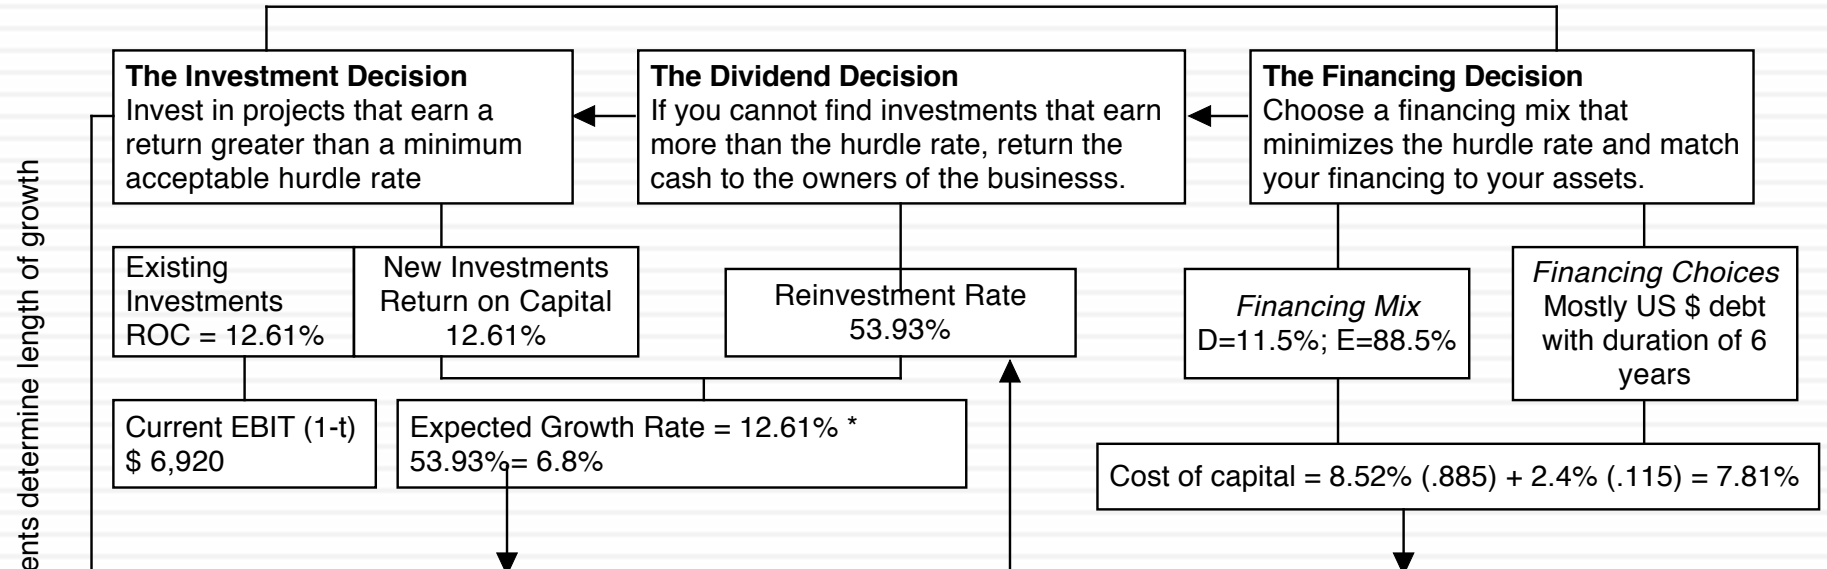 The Investment Decision
Invest in projects that earn a
return greater than a minimum
acceptable hurdle rate
The Dividend Decision
If you cannot find investments that earn
more than the hurdle rate, return the
cash to the owners of the businesss.
The Financing Decision
Choose a financing mix that
minimizes the hurdle rate and match
your financing to your assets.
Existing
Investments
ROC = 12.61%
New Investments
Return on Capital
12.61%
Reinvestment Rate
53.93%
Financing Mix
D=11.5%; E=88.5%
Financing Choices
Mostly US $ debt
with duration of 6
years
Current EBIT (1-t)
$ 6,920
Expected Growth Rate = 12.61% *
53.93%= 6.8%
Cost of capital = 8.52% (.885) + 2.4% (.115) = 7.81%
ents determine length of growth